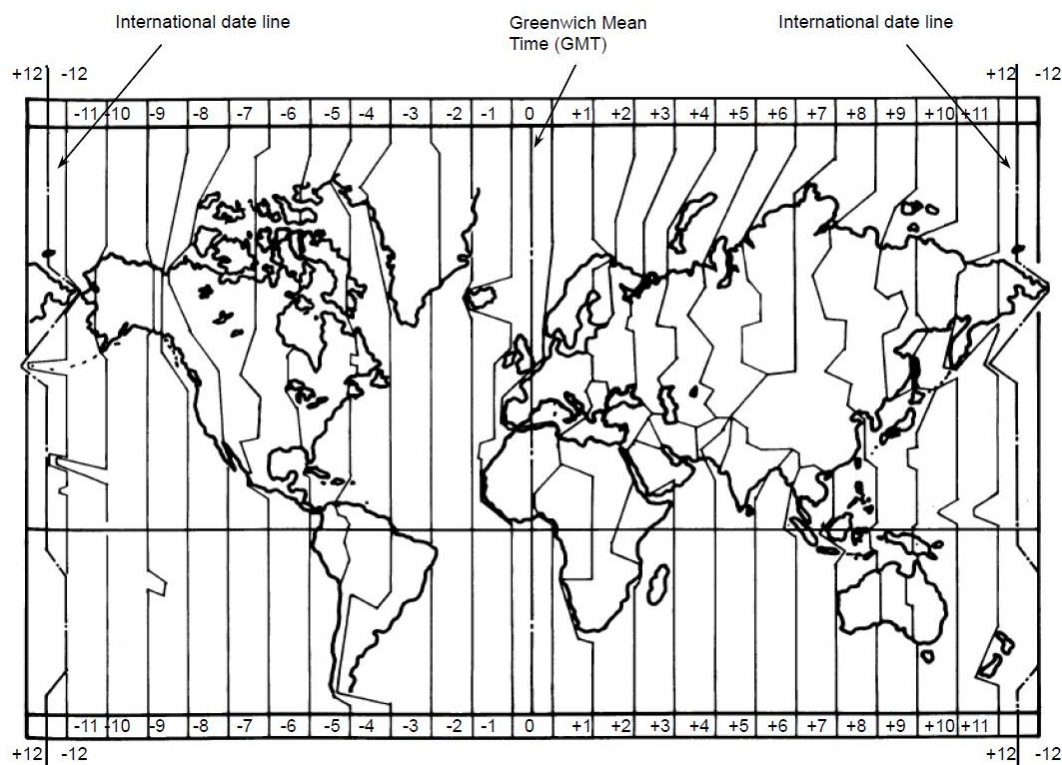 International date line
Greenwich Mean
Time (GMT)
International date line
+12 -12 +12 -12
-11 -10 -9 -8 -7 -6 -5 -4 -3 -2 -1 0 +1 +2 +3 +4 +5 +6 +7 +8 +9 +10 +11
-11 -10 -9 -8 -7 -6 -5 -4 -3 -2 -1 0 +1 +2 +3 +4 +5 +6 +7 +8 +9 +10 +11
+12 -12 +12 -12